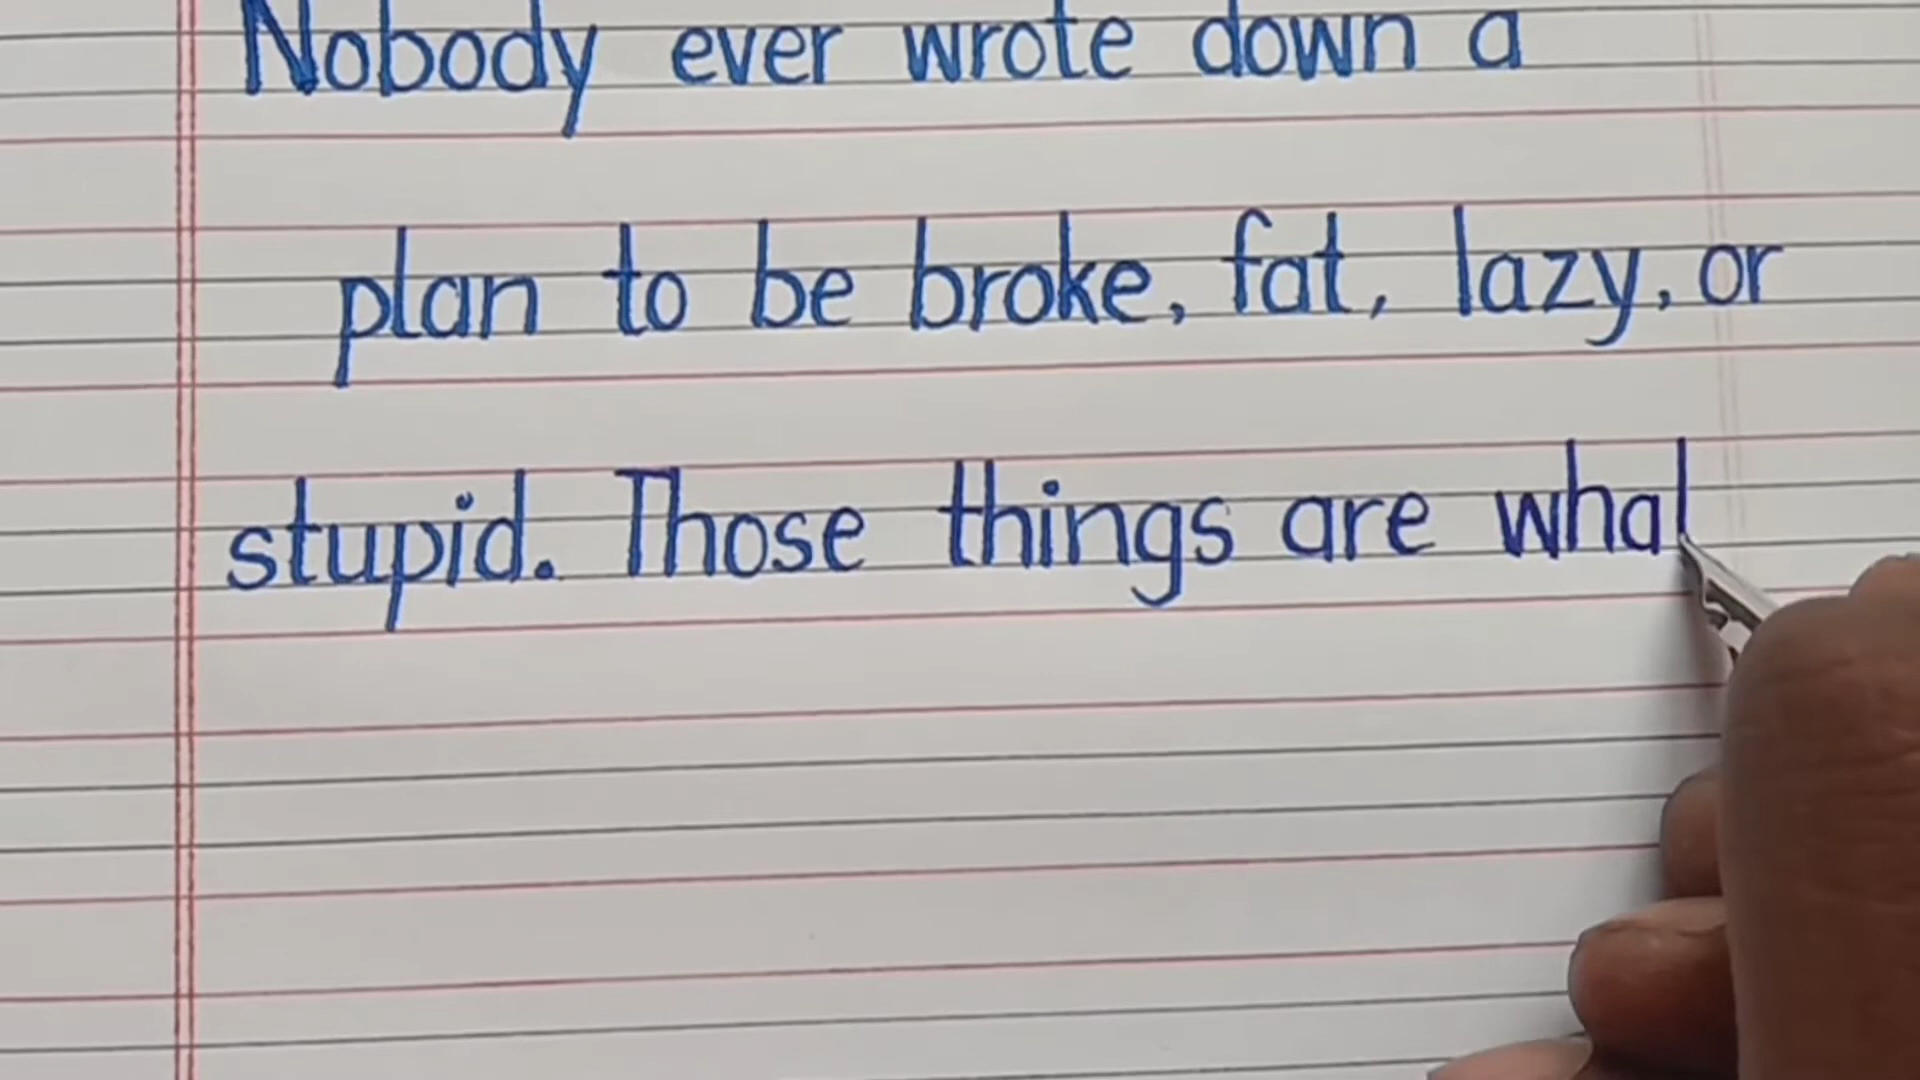 Nobody ever wrote down a
plan to be broke, fat, lazy, or
stupid. Those things are wha